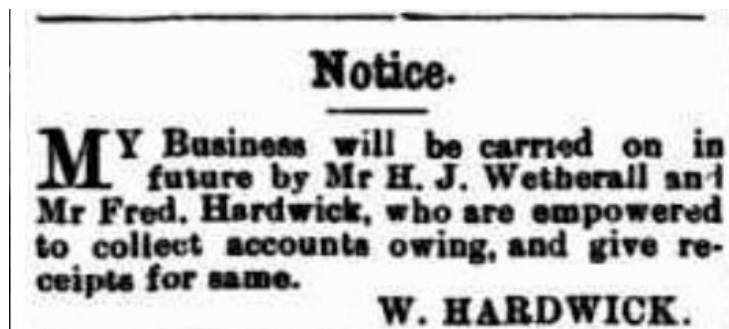 Notice.
MY Business will be carried on in
future by Mr H. J. Wetherall and
Mr Fred. Hardwick, who are empowered
to collect accounts owing, and give re-
ceipts for same.
W. HARDWICK.